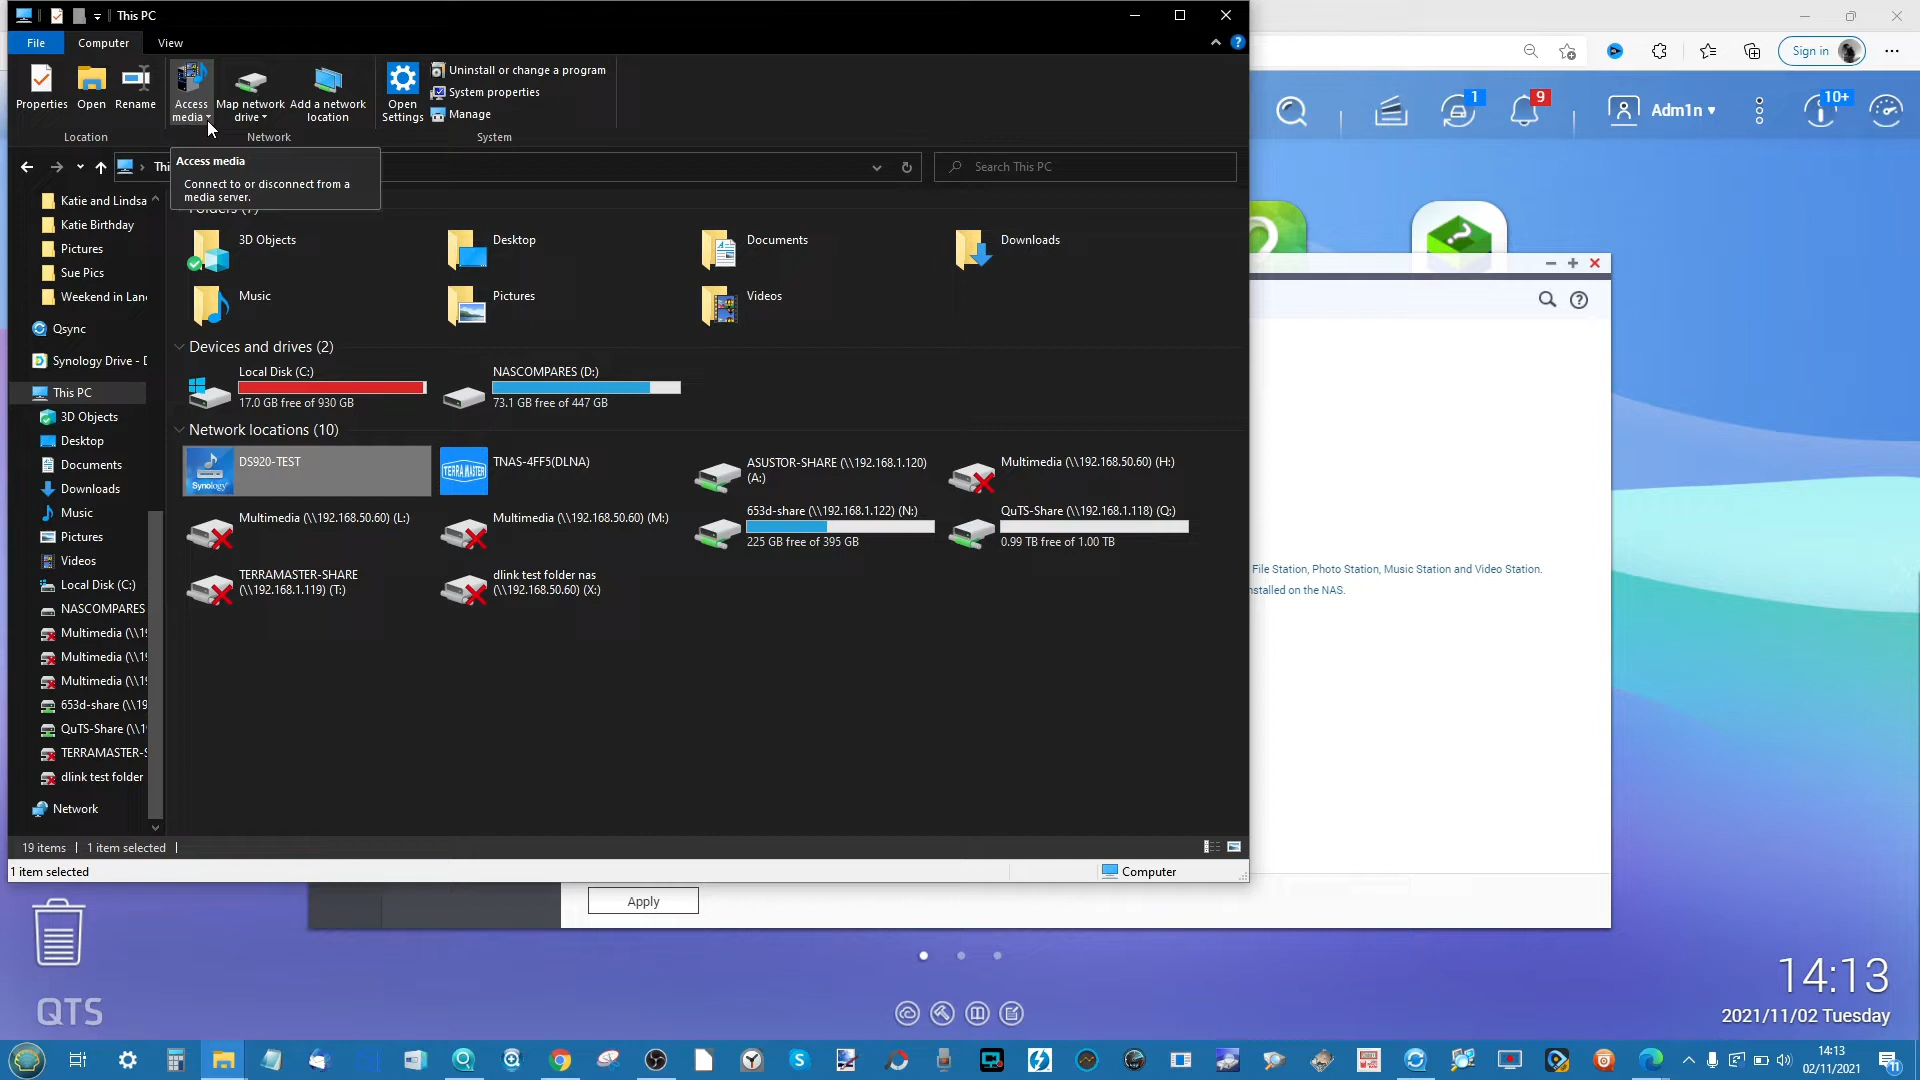 This PC
File
Computer
View
Sign in
Properties
Open
Rename
Access media
Map network drive
Add a network location
Open Settings
Uninstall or change a program
System properties
Manage
Location
Network
System
1
9
Adm1n
10+
Search This PC
Access media
Connect to or disconnect from a
media server.
Katie Birthday
Pictures
Sue Pics
Qsync
This PC
3D Objects
Desktop
Documents
Downloads
Music
Pictures
Videos
Local Disk (C:)
NASCOMPARES
Multimedia (\\19
Multimedia (\\19
Multimedia (\\19
653d-share (\\19
QuTS-Share (\\1
TERRAMASTER-S
dlink test folder
Network
Folders (7)
3D Objects
Desktop
Documents
Downloads
Music
Pictures
Videos
Devices and drives (2)
Local Disk (C:)
17.0 GB free of 930 GB
NASCOMPARES (D:)
73.1 GB free of 447 GB
Network locations (10)
Synology
DS920-TEST
TERRA MASTER
TNAS-4FF5(DLNA)
ASUSTOR-SHARE (\\192.168.1.120)
(A:)
Multimedia (\\192.168.50.60) (H:)
Multimedia (\\192.168.50.60) (L:)
Multimedia (\\192.168.50.60) (M:)
653d-share (\\192.168.1.122) (N:)
225 GB free of 395 GB
QuTS-Share (\\192.168.1.118) (Q:)
0.99 TB free of 1.00 TB
TERRAMASTER-SHARE
(\\192.168.1.119) (T:)
dlink test folder nas
(\\192.168.50.60) (X:)
File Station, Photo Station, Music Station and Video Station.
nstalled on the NAS.
19 items
1 item selected
1 item selected
Computer
Apply
QTS
14:13
2021/11/02 Tuesday
14:13
02/11/2021
11